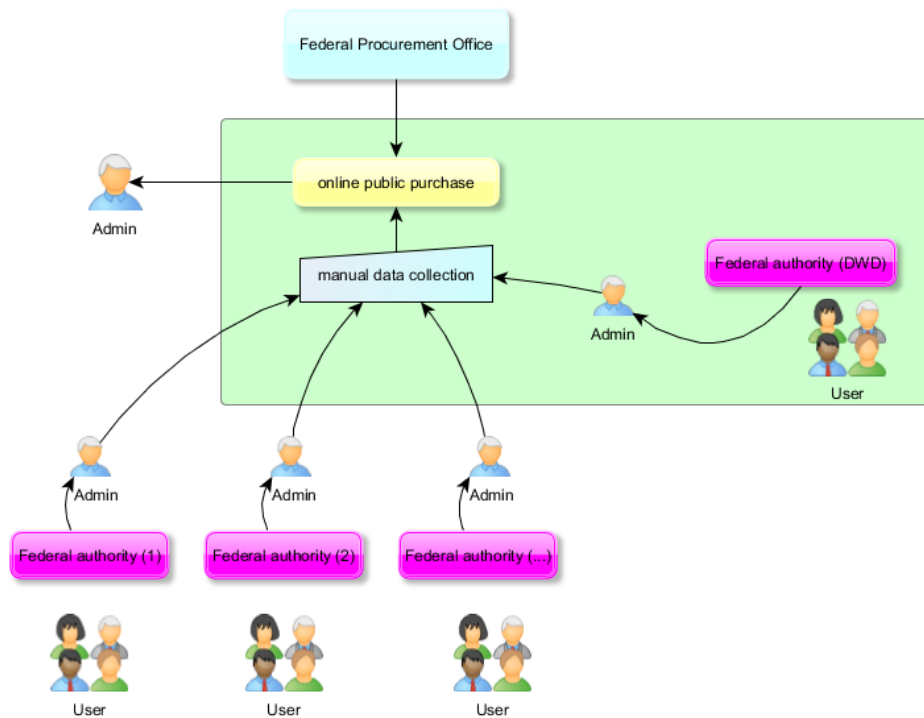 Federal Procurement Office
online public purchase
Admin
manual data collection
Federal authority (DWD)
Admin
User
Admin
Admin
Admin
Federal authority (1)
Federal authority (2)
Federal authority (...)
User
User
User